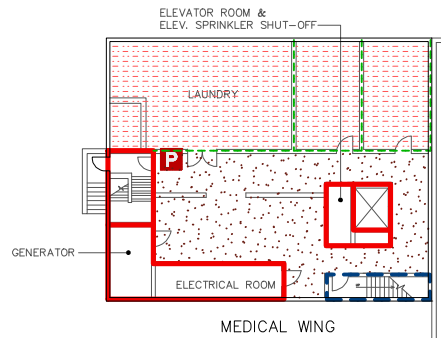 ELEVATOR ROOM &
ELEV. SPRINKLER SHUT-OFF
LAUNDRY
P
GENERATOR
ELECTRICAL ROOM
MEDICAL WING